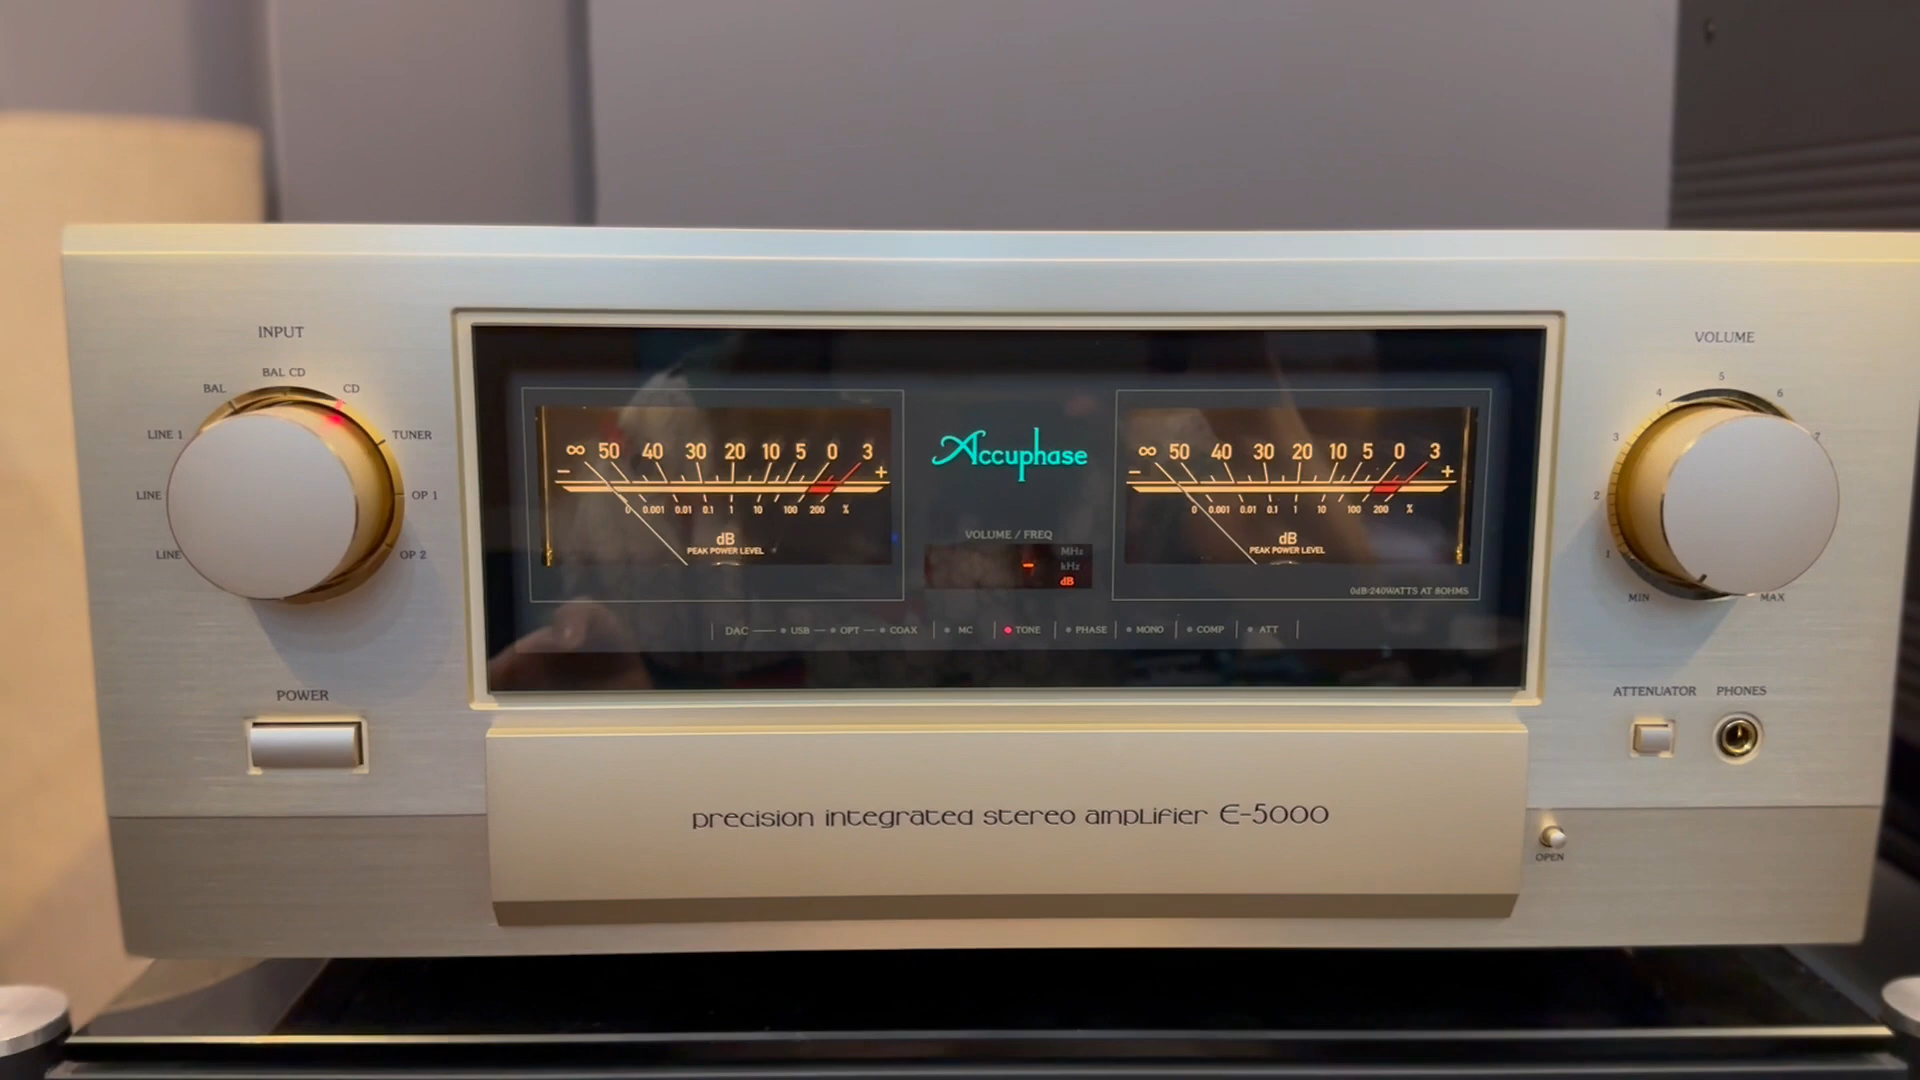 INPUT
BAL CD
BAL
CD
LINE 1
TUNER
LINE
OP 1
LINE
OP 2
POWER
∞ 50 40 30 20 10 5 0 3
− +
0 0.001 0.01 0.1 1 10 100 200 %
dB
PEAK POWER LEVEL
Accuphase
VOLUME / FREQ
MHz
kHz
- dB
∞ 50 40 30 20 10 5 0 3
− +
0 0.001 0.01 0.1 1 10 100 200 %
dB
PEAK POWER LEVEL
0dB:240WATTS AT 8OHMS
DAC USB OPT COAX MC TONE PHASE MONO COMP ATT
VOLUME
5
4 6
3 7
2
1
MIN MAX
ATTENUATOR PHONES
precision integrated stereo amplifier E-5000
OPEN